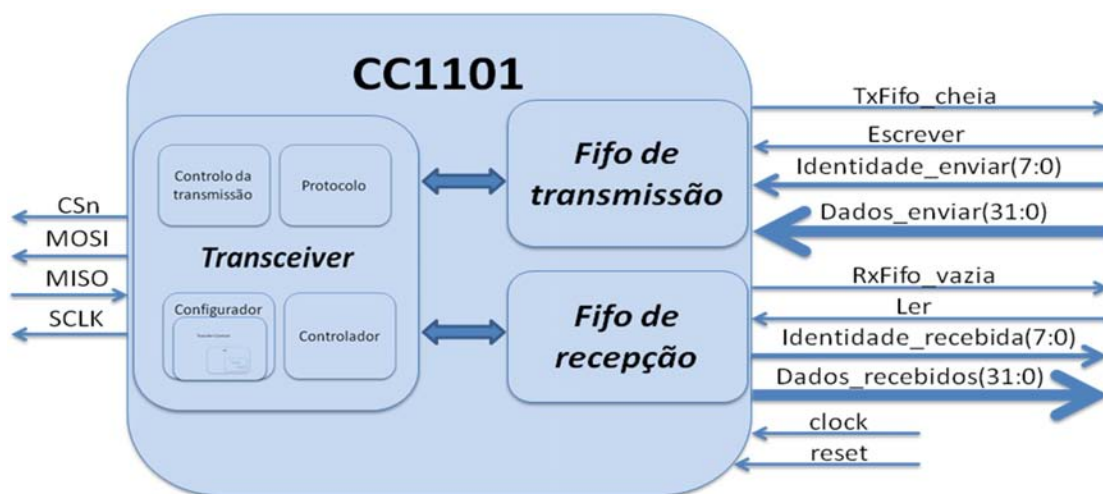 CC1101
Controlo da
transmissão
Protocolo
Transceiver
Configurador
Controlador
Fifo de
transmissão
Fifo de
recepção
CSn
MOSI
MISO
SCLK
TxFifo_cheia
Escrever
Identidade_enviar(7:0)
Dados_enviar(31:0)
RxFifo_vazia
Ler
Identidade_recebida(7:0)
Dados_recebidos(31:0)
clock
reset